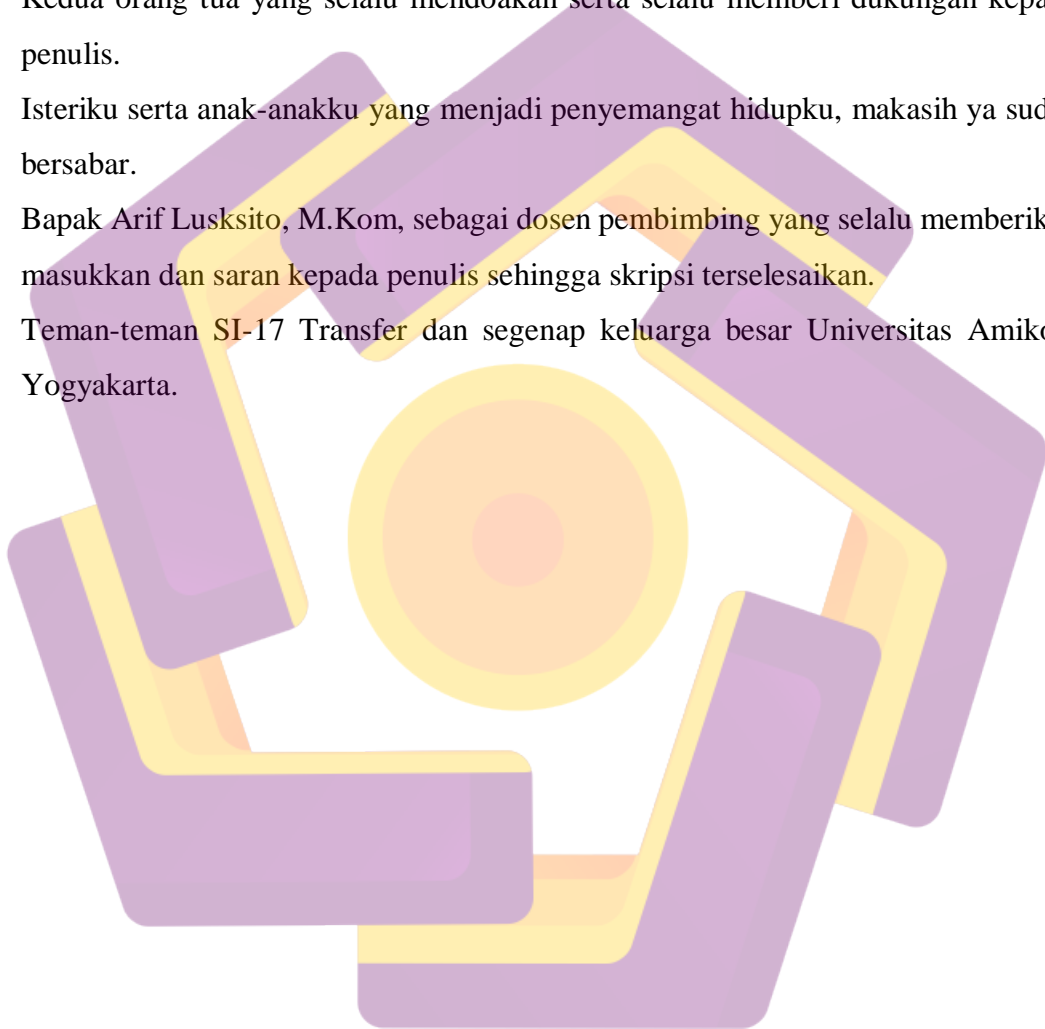 Kedua orang tua yang selalu mendoakan serta selalu memberi dukungan kepa
penulis.
Isteriku serta anak-anakku yang menjadi penyemangat hidupku, makasih ya sud
bersabar.
Bapak Arif Lusksito, M.Kom, sebagai dosen pembimbing yang selalu memberik
masukkan dan saran kepada penulis sehingga skripsi terselesaikan.
Teman-teman SI-17 Transfer dan segenap keluarga besar Universitas Amiko
Yogyakarta.